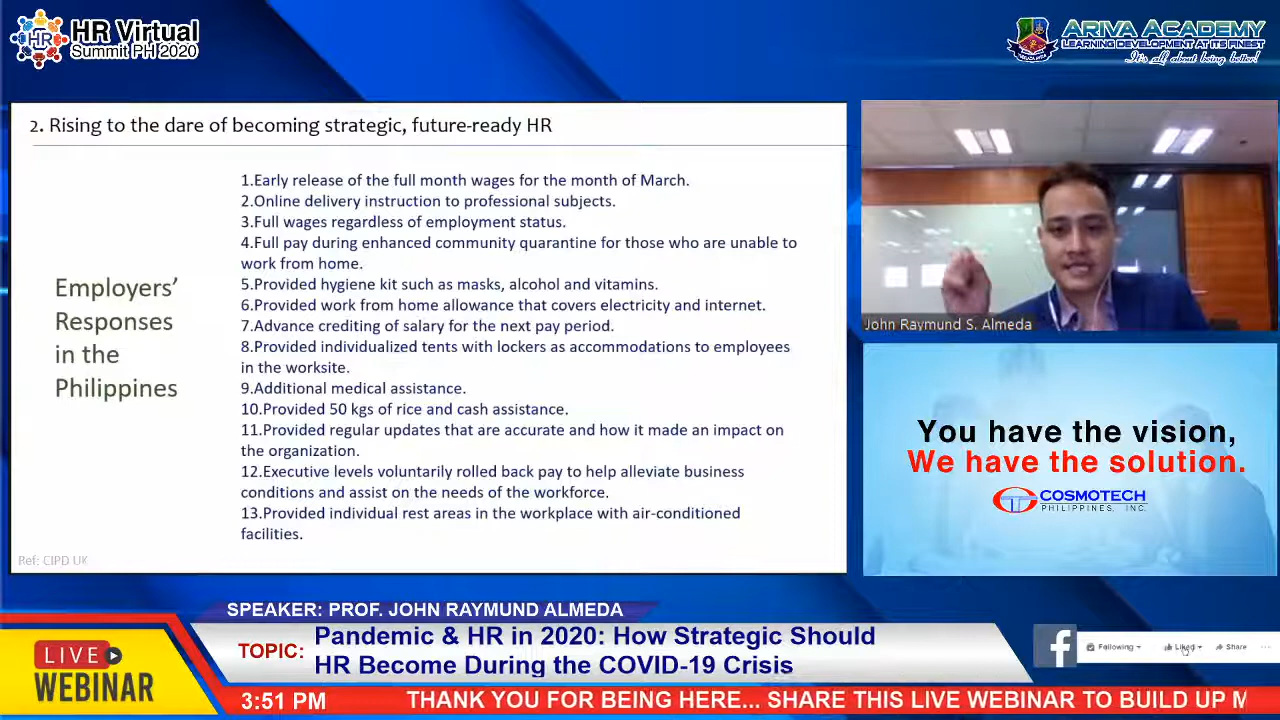 HR
HR Virtual
Summit PH 2020
ARIVA ACADEMY
LEARNING DEVELOPMENT AT ITS FINEST
It's all about being better!
2. Rising to the dare of becoming strategic, future-ready HR
Employers’
Responses
in the
Philippines
1.Early release of the full month wages for the month of March.
2.Online delivery instruction to professional subjects.
3.Full wages regardless of employment status.
4.Full pay during enhanced community quarantine for those who are unable to
work from home.
5.Provided hygiene kit such as masks, alcohol and vitamins.
6.Provided work from home allowance that covers electricity and internet.
7.Advance crediting of salary for the next pay period.
8.Provided individualized tents with lockers as accommodations to employees
in the worksite.
9.Additional medical assistance.
10.Provided 50 kgs of rice and cash assistance.
11.Provided regular updates that are accurate and how it made an impact on
the organization.
12.Executive levels voluntarily rolled back pay to help alleviate business
conditions and assist on the needs of the workforce.
13.Provided individual rest areas in the workplace with air-conditioned
facilities.
Ref: CIPD UK
John Raymund S. Almeda
You have the vision,
We have the solution.
COSMOTECH
PHILIPPINES, INC.
SPEAKER: PROF. JOHN RAYMUND ALMEDA
TOPIC:
Pandemic & HR in 2020: How Strategic Should
HR Become During the COVID-19 Crisis
LIVE
WEBINAR
Following
Liked
Share
3:51 PM
THANK YOU FOR BEING HERE... SHARE THIS LIVE WEBINAR TO BUILD UP M